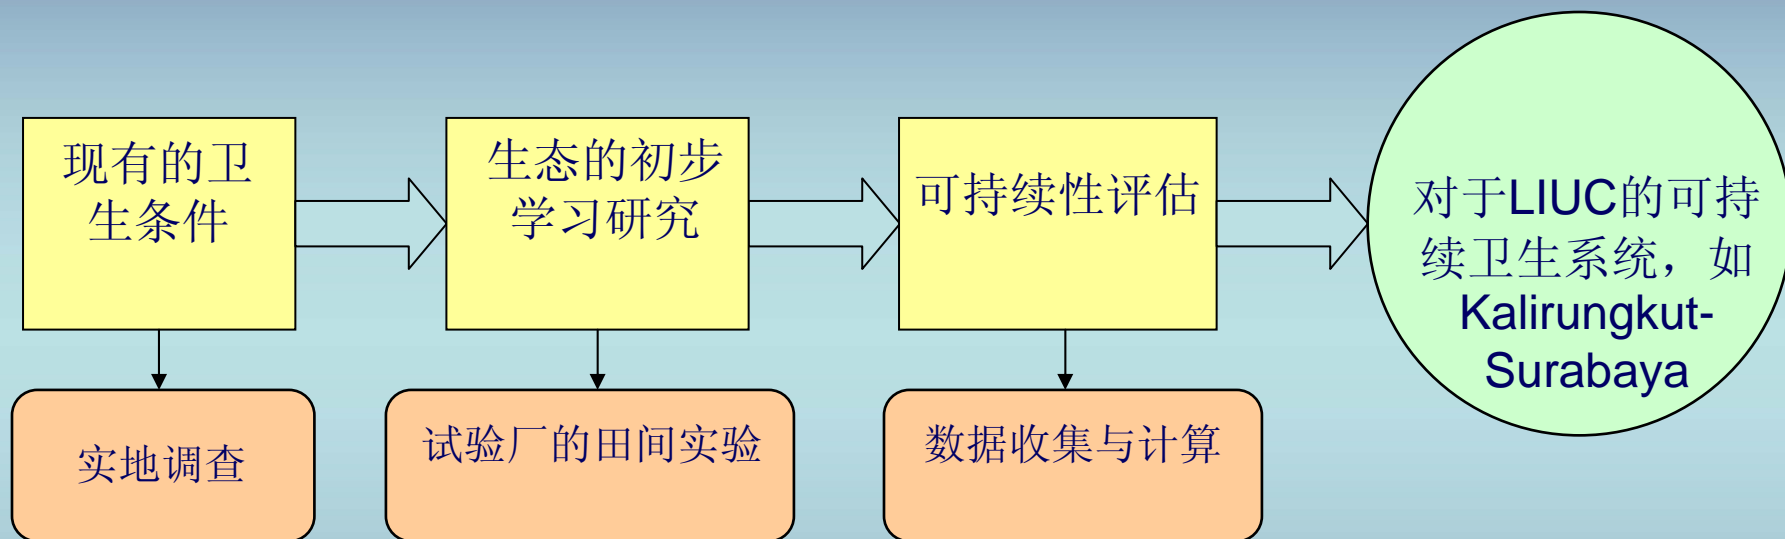 现有的卫
生条件
生态的初步
学习研究
可持续性评估
对于LIUC的可持
续卫生系统，如
Kalirungkut-
Surabaya
实地调查
试验厂的田间实验
数据收集与计算